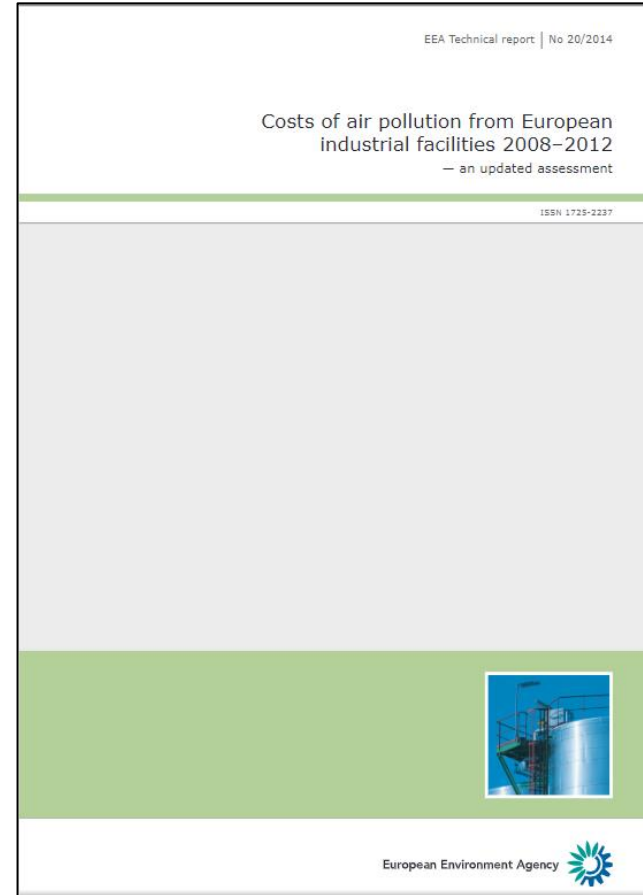 EEA Technical report | No 20/2014
Costs of air pollution from European
industrial facilities 2008–2012
— an updated assessment
ISSN 1725-2237
European Environment Agency